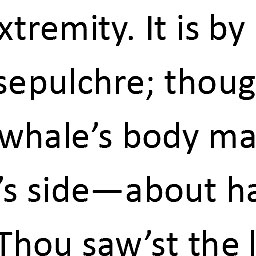 xtremity. It is by
sepulchre; thoug
whale’s body ma
’s side—about ha
Thou saw’st the l